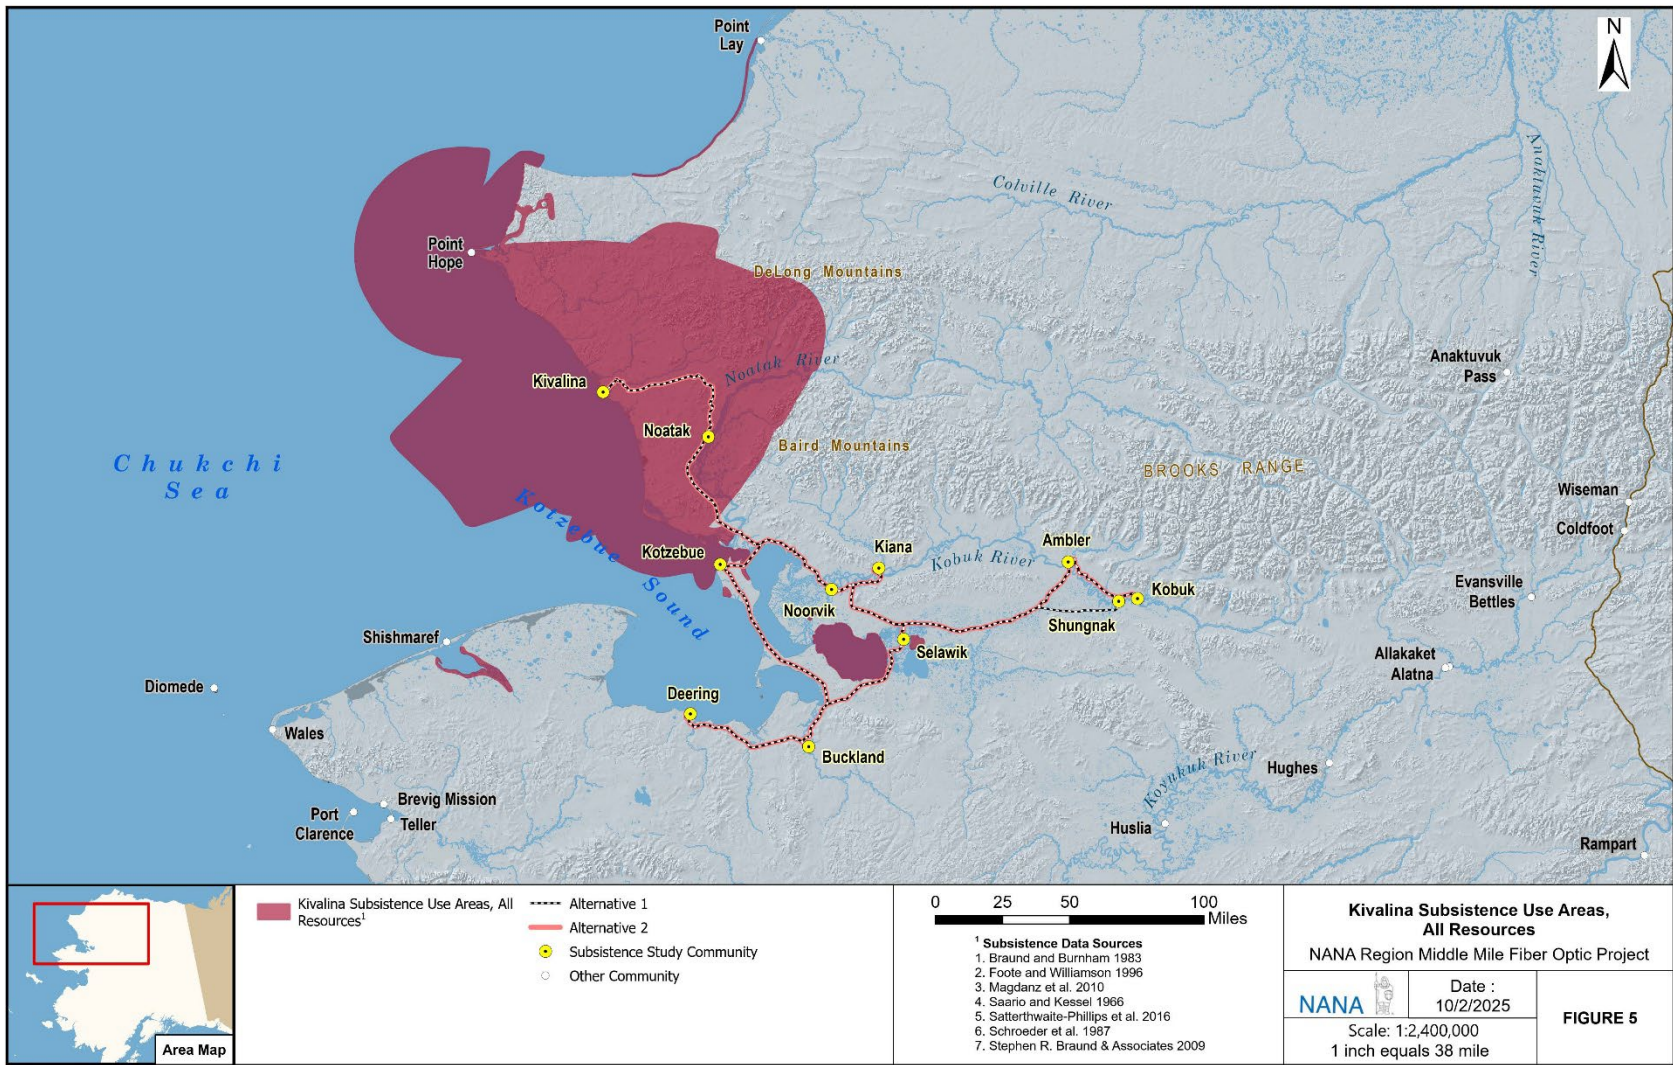 Point
Lay
N
Colville River
Anaktuvuk River
Point
Hope
DeLong Mountains
Noatak River
Anaktuvuk
Pass
Kivalina
Noatak
Baird Mountains
BROOKS RANGE
Chukchi
Sea
Wiseman
Kotzebue Sound
Coldfoot
Kotzebue
Kiana
Kobuk River
Ambler
Evansville
Bettles
Kobuk
Noorvik
Shungnak
Shishmaref
Selawik
Allakaket
Alatna
Diomede
Deering
Wales
Buckland
Koyukuk River
Hughes
Brevig Mission
Port
Clarence
Teller
Huslia
Rampart
Area Map
Kivalina Subsistence Use Areas, All
Resources1
Alternative 1
Alternative 2
Subsistence Study Community
Other Community
0 25 50 100
Miles
1 Subsistence Data Sources
1. Braund and Burnham 1983
2. Foote and Williamson 1996
3. Magdanz et al. 2010
4. Saario and Kessel 1966
5. Satterthwaite-Phillips et al. 2016
6. Schroeder et al. 1987
7. Stephen R. Braund & Associates 2009
Kivalina Subsistence Use Areas,
All Resources
NANA Region Middle Mile Fiber Optic Project
NANA
Date :
10/2/2025
Scale: 1:2,400,000
1 inch equals 38 mile
FIGURE 5